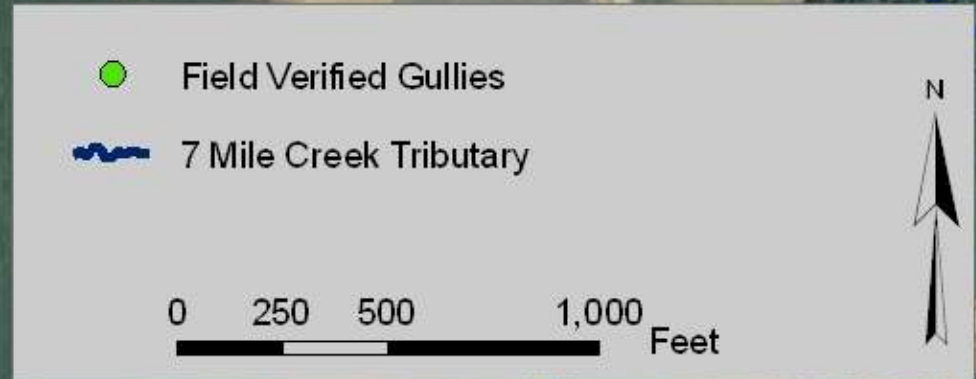 Field Verified Gullies
N
7 Mile Creek Tributary
0 250 500 1,000
Feet